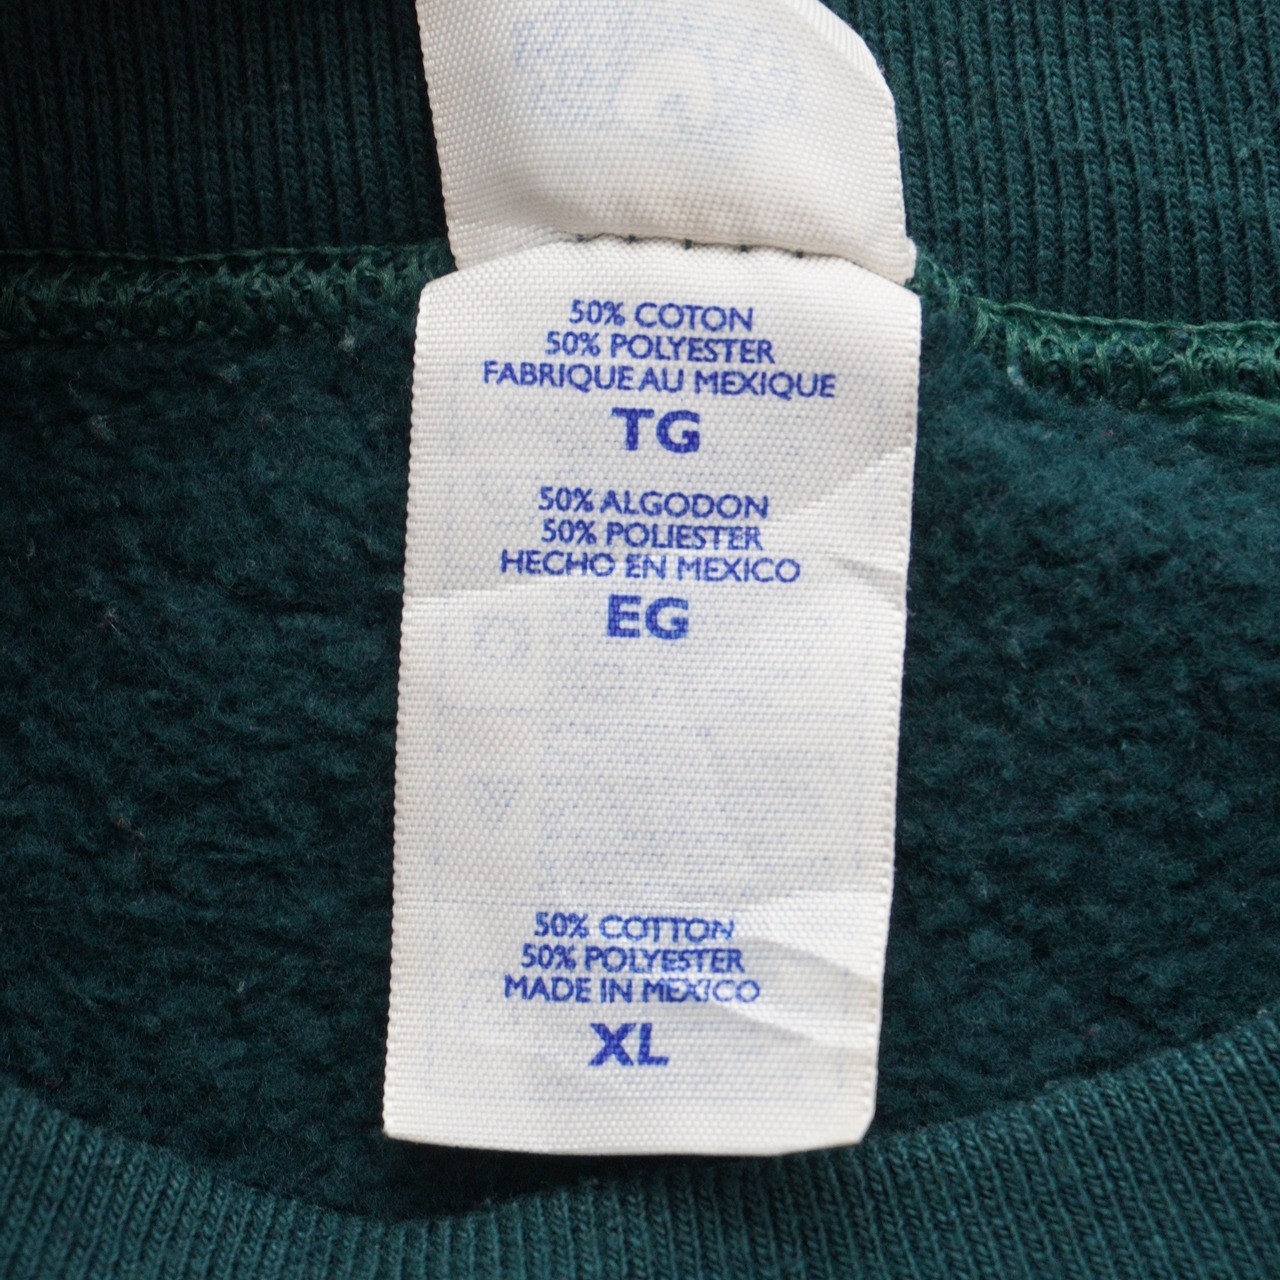 50% COTON
50% POLYESTER
FABRIQUE AU MEXIQUE
TG
50% ALGODON
50% POLIESTER
HECHO EN MEXICO
EG
50% COTTON
50% POLYESTER
MADE IN MEXICO
XL